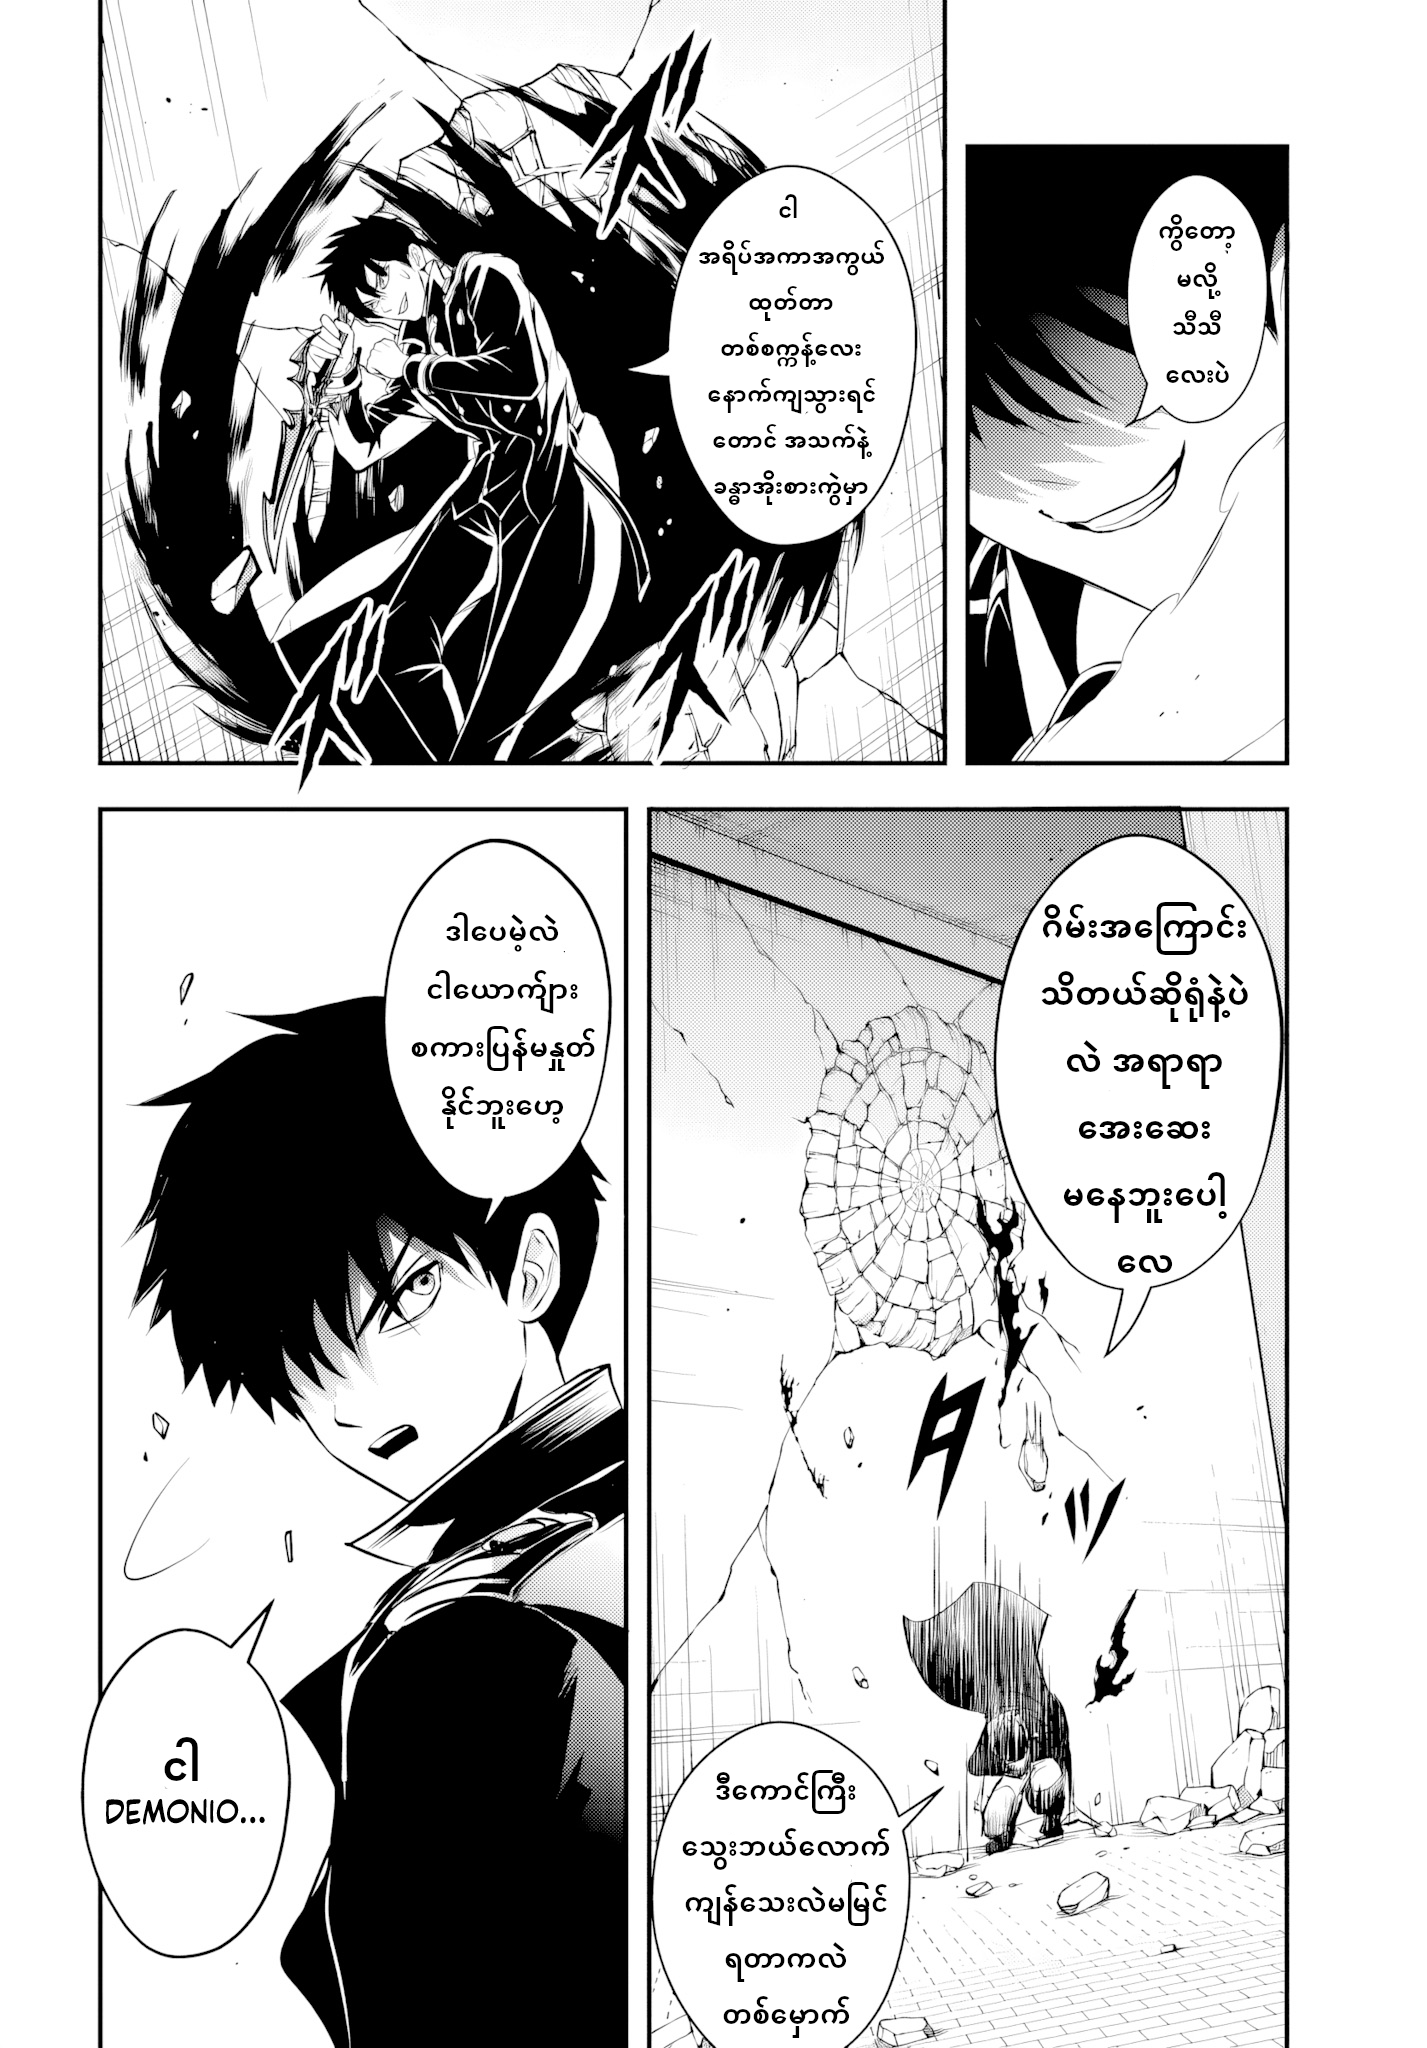 ကွိတော့
မလို့
သီသီ
လေးပဲ
ငါ
အရိပ်အကာအကွယ်
ထုတ်တာ
တစ်စက္ကန့်လေး
နောက်ကျသွားရင်
တောင် အသက်နဲ့
ခန္ဓာအိုးစားကွဲမှာ
ဂိမ်းအကြောင်း
သိတယ်ဆိုရုံနဲ့ပဲ
လဲ အရာရာ
အေးဆေး
မနေဘူးပေါ့
လေ
タッ
ဒီကောင်ကြီး
သွေးဘယ်လောက်
ကျန်သေးလဲမမြင်
ရတာကလဲ
တစ်မှောက်
ဒါပေမဲ့လဲ
ငါယောက်ျား
စကားပြန်မနှုတ်
နိုင်ဘူးဟေ့
ငါ
DEMONIO...